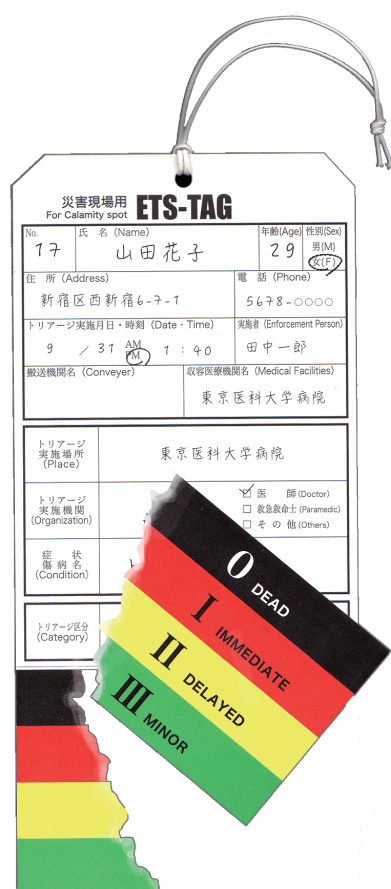 災害現場用
For Calamity spot
ETS-TAG
No.
17
氏 名(Name)
山田花子
年齢(Age)
29
性別(Sex)
男(M)
女(F)
住 所(Address)
新宿区西新宿6-7-1
電 話(Phone)
5678-○○○○
トリアージ実施月日・時刻(Date・Time)
9 / 31 AM PM 1:40
実施者(Enforcement Person)
田中一郎
搬送機関名(Conveyer)
収容医療機関名(Medical Facilities)
東京医科大学病院
トリアージ
実施場所
(Place)
東京医科大学病院
トリアージ
実施機関
(Organization)
☑ 医 師(Doctor)
□ 救急救命士(Paramedic)
□ その他(Others)
症 状
傷病名
(Condition)
トリアージ区分
(Category)
0 DEAD
I IMMEDIATE
II DELAYED
III MINOR